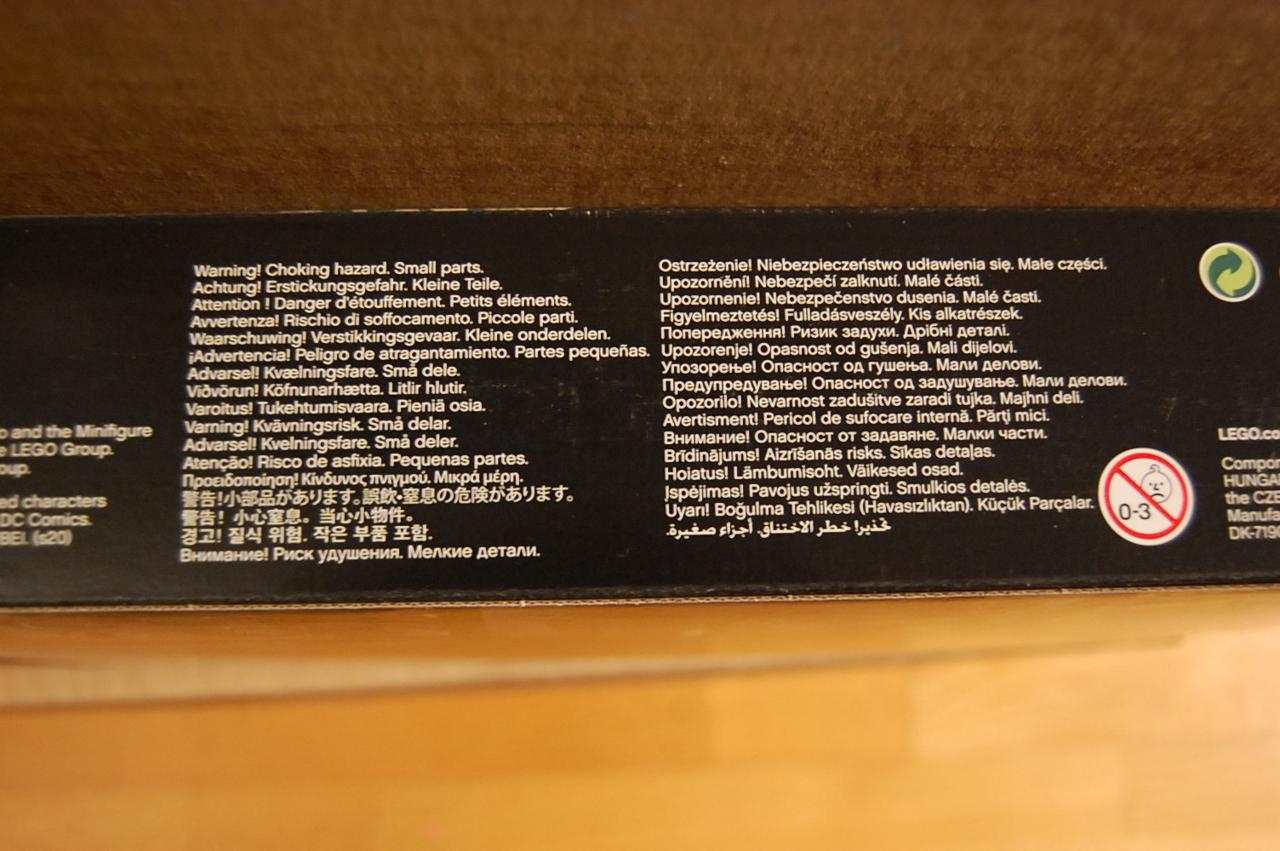 and the Minifigure
LEGO Group.
ed characters
DC Comics.
(s20)
Warning! Choking hazard. Small parts.
Achtung! Erstickungsgefahr. Kleine Teile.
Attention ! Danger d'étouffement. Petits éléments.
Avvertenza! Rischio di soffocamento. Piccole parti.
Waarschuwing! Verstikkingsgevaar. Kleine onderdelen.
¡Advertencia! Peligro de atragantamiento. Partes pequeñas.
Advarsel! Kvælningsfare. Små dele.
Viðvörun! Köfnunarhætta. Litlir hlutir.
Varoitus! Tukehtumisvaara. Pieniä osia.
Varning! Kvävningsrisk. Små delar.
Advarsel! Kvelningsfare. Små deler.
Atenção! Risco de asfixia. Pequenas partes.
Προειδοποίηση! Κίνδυνος πνιγμού. Μικρά μέρη.
警告!小部品があります。誤飲・窒息の危険があります。
警告！小心窒息。当心小物件。
경고! 질식 위험. 작은 부품 포함.
Внимание! Риск удушения. Мелкие детали.
Ostrzeżenie! Niebezpieczeństwo udławienia się. Małe części.
Upozornění! Nebezpečí zalknutí. Malé části.
Upozornenie! Nebezpečenstvo dusenia. Malé časti.
Figyelmeztetés! Fulladásveszély. Kis alkatrészek.
Попередження! Ризик задухи. Дрібні деталі.
Upozorenje! Opasnost od gušenja. Mali dijelovi.
Упозорење! Опасност од гушења. Мали делови.
Предупредување! Опасност од задушување. Мали делови.
Opozorilo! Nevarnost zadušitve zaradi tujka. Majhni deli.
Avertisment! Pericol de sufocare internă. Părţi mici.
Внимание! Опасност от задавяне. Малки части.
Brīdinājums! Aizrīšanās risks. Sīkas detaļas.
Hoiatus! Lämbumisoht. Väikesed osad.
Įspėjimas! Pavojus užspringti. Smulkios detalės.
Uyarı! Boğulma Tehlikesi (Havasızlıktan). Küçük Parçalar.
تحذير! خطر الاختناق. أجزاء صغيرة.
0-3
LEGO.co
HUNGA
the CZE
Manufa
DK-719